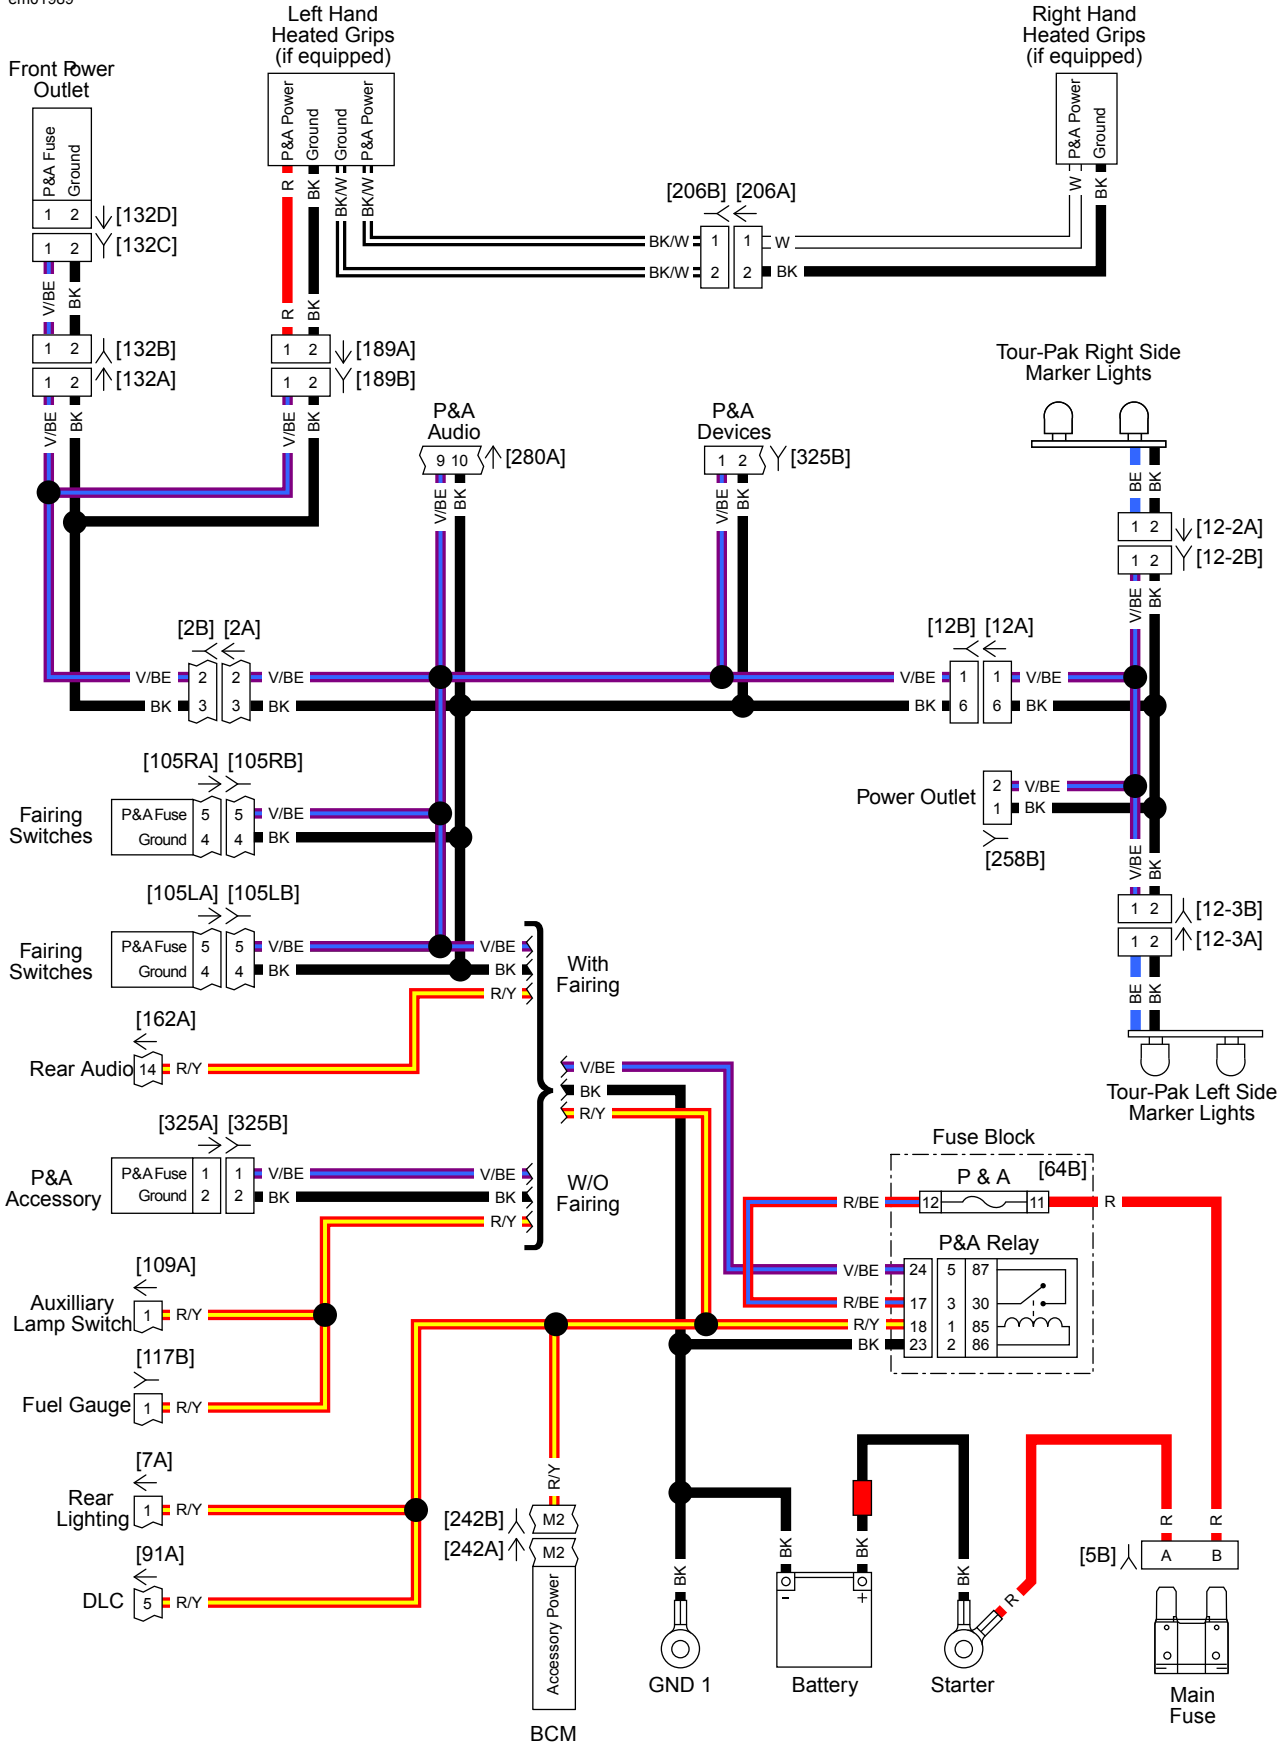 em01989
Left Hand
Heated Grips
(if equipped)
Right Hand
Heated Grips
(if equipped)
Front Power
Outlet
P&A Fuse
Ground
P&A Power
Ground
Ground
P&A Power
P&A Power
Ground
R
BK
BK/W
BK/W
W
BK
1 2 [132D]
1 2 [132C]
[206B] [206A]
BK/W 1 1 W
BK/W 2 2 BK
V/BE
BK
R
BK
1 2 [132B]
1 2 [132A]
1 2 [189A]
1 2 [189B]
Tour-Pak Right Side
Marker Lights
V/BE
BK
V/BE
BK
P&A
Audio
9 10 [280A]
P&A
Devices
1 2 [325B]
V/BE
BK
V/BE
BK
BE
BK
1 2 [12-2A]
1 2 [12-2B]
V/BE
BK
[2B] [2A]
V/BE 2 2 V/BE
BK 3 3 BK
[12B] [12A]
V/BE 1 1 V/BE
BK 6 6 BK
[105RA] [105RB]
Fairing
Switches
P&A Fuse 5 5 V/BE
Ground 4 4 BK
Power Outlet
2 V/BE
1 BK
[258B]
V/BE
BK
[105LA] [105LB]
Fairing
Switches
P&A Fuse 5 5 V/BE V/BE
Ground 4 4 BK BK
R/Y
With
Fairing
1 2 [12-3B]
1 2 [12-3A]
BE
BK
[162A]
Rear Audio 14 R/Y
V/BE
BK
R/Y
Tour-Pak Left Side
Marker Lights
[325A] [325B]
P&A
Accessory
P&A Fuse 1 1 V/BE V/BE
Ground 2 2 BK BK
R/Y
W/O
Fairing
Fuse Block
P & A [64B]
R/BE 12 11 R
P&A Relay
V/BE 24 5 87
R/BE 17 3 30
R/Y 18 1 85
BK 23 2 86
[109A]
Auxilliary
Lamp Switch 1 R/Y
[117B]
Fuel Gauge 1 R/Y
[7A]
Rear
Lighting 1 R/Y
[91A]
DLC 5 R/Y
R/Y
[242B] M2
[242A] M2
Accessory Power
BCM
BK
GND 1
BK
BK
- +
Battery
BK
R
Starter
R
R
[5B] A B
Main
Fuse